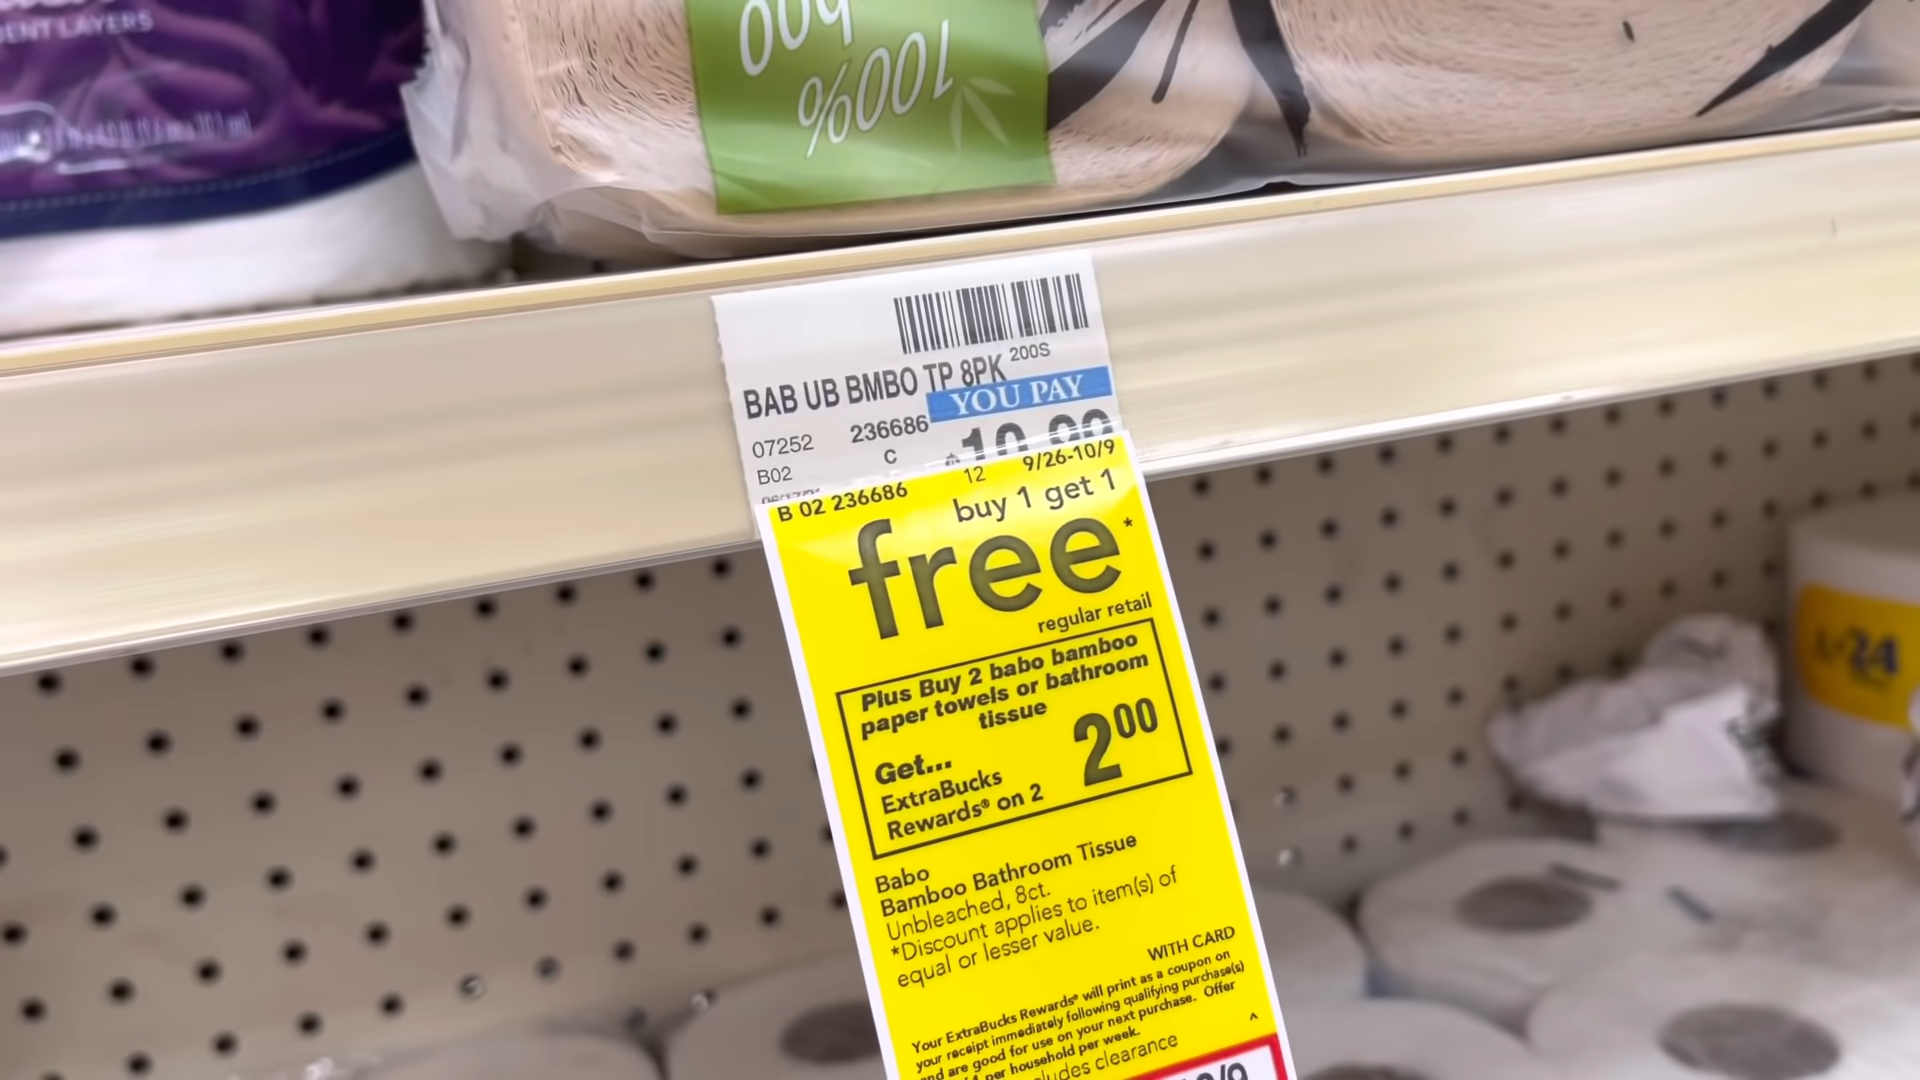 ENT LAYERS
100%
200S
BAB UB BMBO TP 8PK
YOU PAY
07252 236686
B02 C
B 02 236686 12 9/26-10/9
buy 1 get 1
free*
regular retail
Plus Buy 2 babo bamboo
paper towels or bathroom
tissue
Get... 2.00
ExtraBucks
Rewards® on 2
Babo
Bamboo Bathroom Tissue
Unbleached, 8ct.
*Discount applies to item(s) of
equal or lesser value.
WITH CARD
Your ExtraBucks Rewards® will print as a coupon on
your receipt immediately following qualifying purchase(s)
and are good for use on your next purchase. Offer
per household per week.
clearance
24